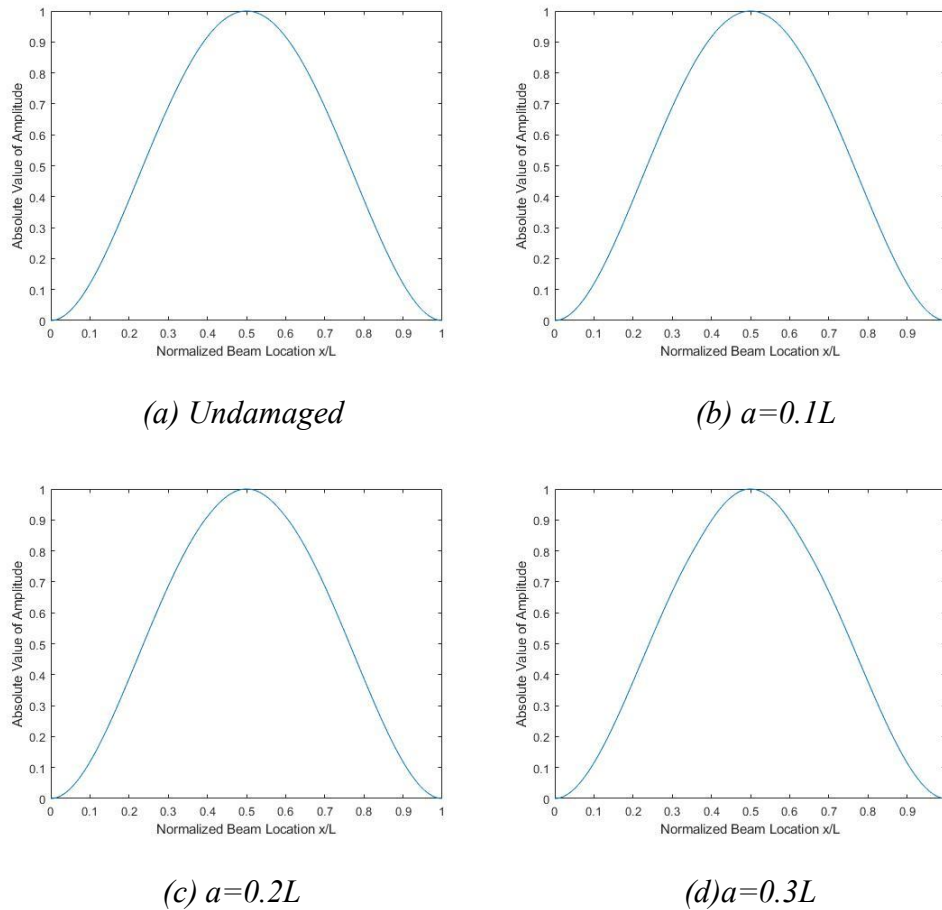 1
0.9
0.8
0.7
0.6
0.5
0.4
0.3
0.2
0.1
0
Absolute Value of Amplitude
0 0.1 0.2 0.3 0.4 0.5 0.6 0.7 0.8 0.9 1
Normalized Beam Location x/L
(a) Undamaged
1
0.9
0.8
0.7
0.6
0.5
0.4
0.3
0.2
0.1
0
Absolute Value of Amplitude
0 0.1 0.2 0.3 0.4 0.5 0.6 0.7 0.8 0.9
Normalized Beam Location x/L
(b) a=0.1L
1
0.9
0.8
0.7
0.6
0.5
0.4
0.3
0.2
0.1
0
Absolute Value of Amplitude
0 0.1 0.2 0.3 0.4 0.5 0.6 0.7 0.8 0.9 1
Normalized Beam Location x/L
(c) a=0.2L
1
0.9
0.8
0.7
0.6
0.5
0.4
0.3
0.2
0.1
0
Absolute Value of Amplitude
0 0.1 0.2 0.3 0.4 0.5 0.6 0.7 0.8 0.9
Normalized Beam Location x/L
(d)a=0.3L